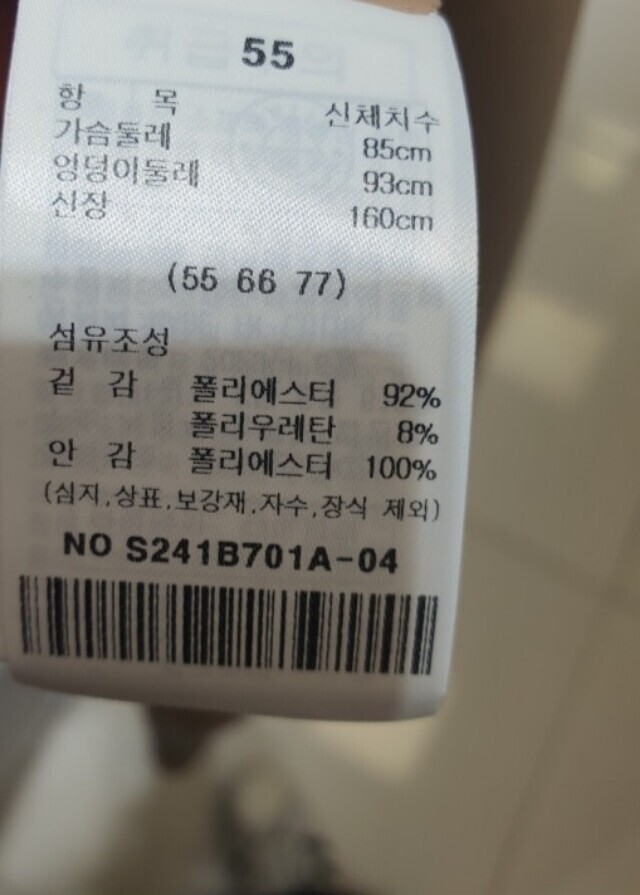 55
항 목 신체치수
가슴둘레 85cm
엉덩이둘레 93cm
신장 160cm
(55 66 77)
섬유조성
겉 감 폴리에스터 92%
폴리우레탄 8%
안 감 폴리에스터 100%
(심지,상표,보강재,자수,장식 제외)
NO S241B701A-04